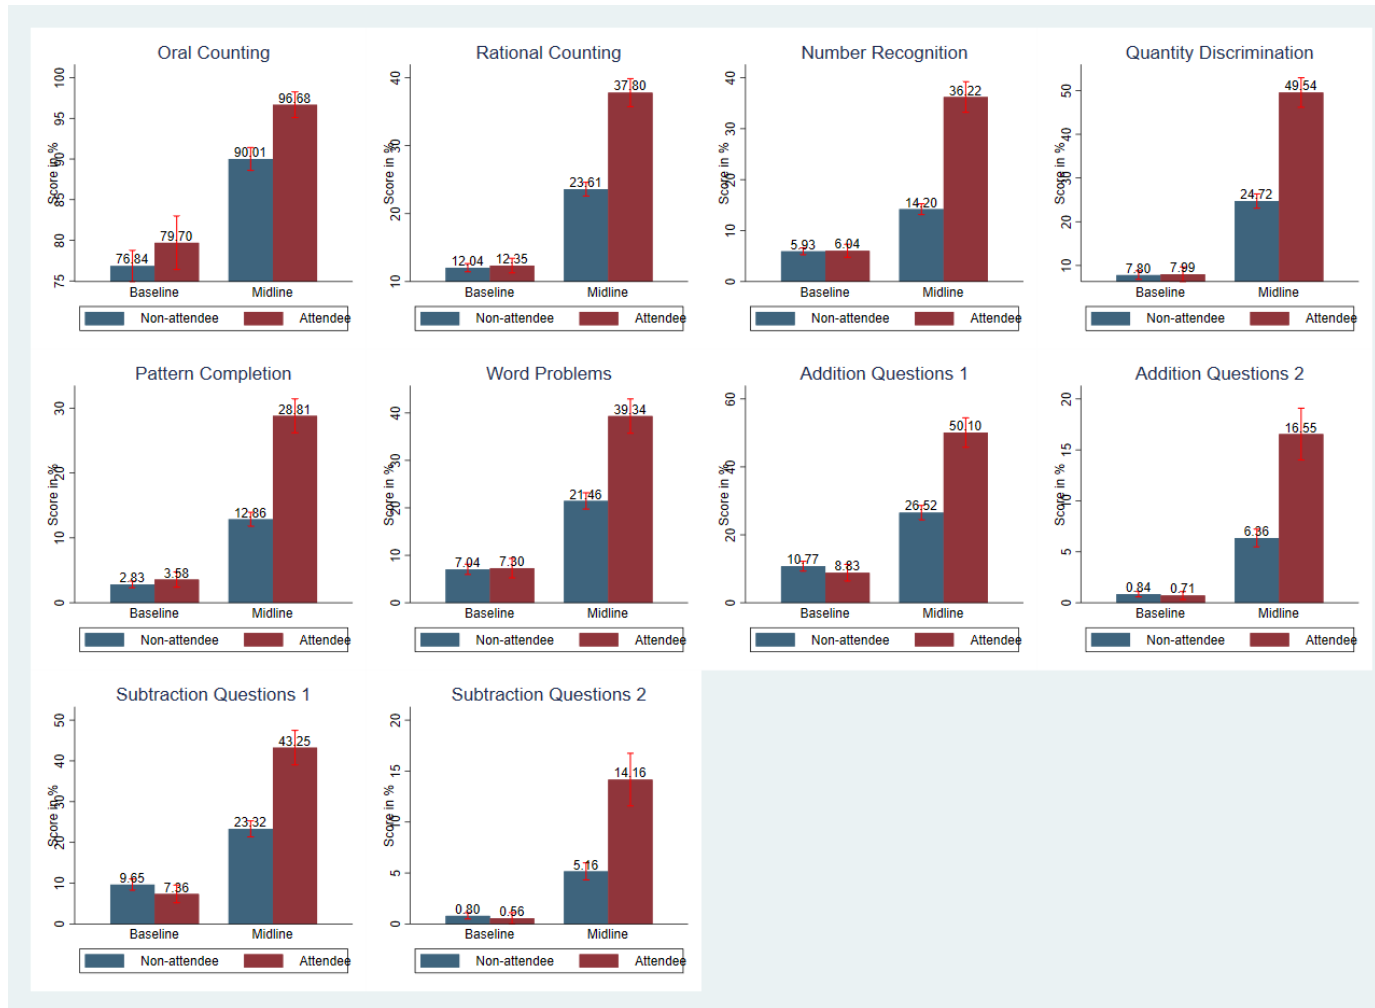 Oral Counting
Score in %
75 80 85 90 95 100
76.84 79.70 90.01 96.68
Baseline Midline
Non-attendee Attendee
Rational Counting
Score in %
10 20 30 40
12.04 12.35 23.61 37.80
Baseline Midline
Non-attendee Attendee
Number Recognition
Score in %
0 10 20 30 40
5.93 6.04 14.20 36.22
Baseline Midline
Non-attendee Attendee
Quantity Discrimination
Score in %
10 20 30 40 50
7.80 7.99 24.72 49.54
Baseline Midline
Non-attendee Attendee
Pattern Completion
Score in %
0 10 20 30
2.83 3.58 12.86 28.81
Baseline Midline
Non-attendee Attendee
Word Problems
Score in %
0 10 20 30 40
7.04 7.30 21.46 39.34
Baseline Midline
Non-attendee Attendee
Addition Questions 1
Score in %
0 20 40 60
10.77 8.83 26.52 50.10
Baseline Midline
Non-attendee Attendee
Addition Questions 2
Score in %
0 5 10 15 20
0.84 0.71 6.36 16.55
Baseline Midline
Non-attendee Attendee
Subtraction Questions 1
Score in %
0 10 20 30 40 50
9.65 7.36 23.32 43.25
Baseline Midline
Non-attendee Attendee
Subtraction Questions 2
Score in %
0 5 10 15 20
0.80 0.56 5.16 14.16
Baseline Midline
Non-attendee Attendee